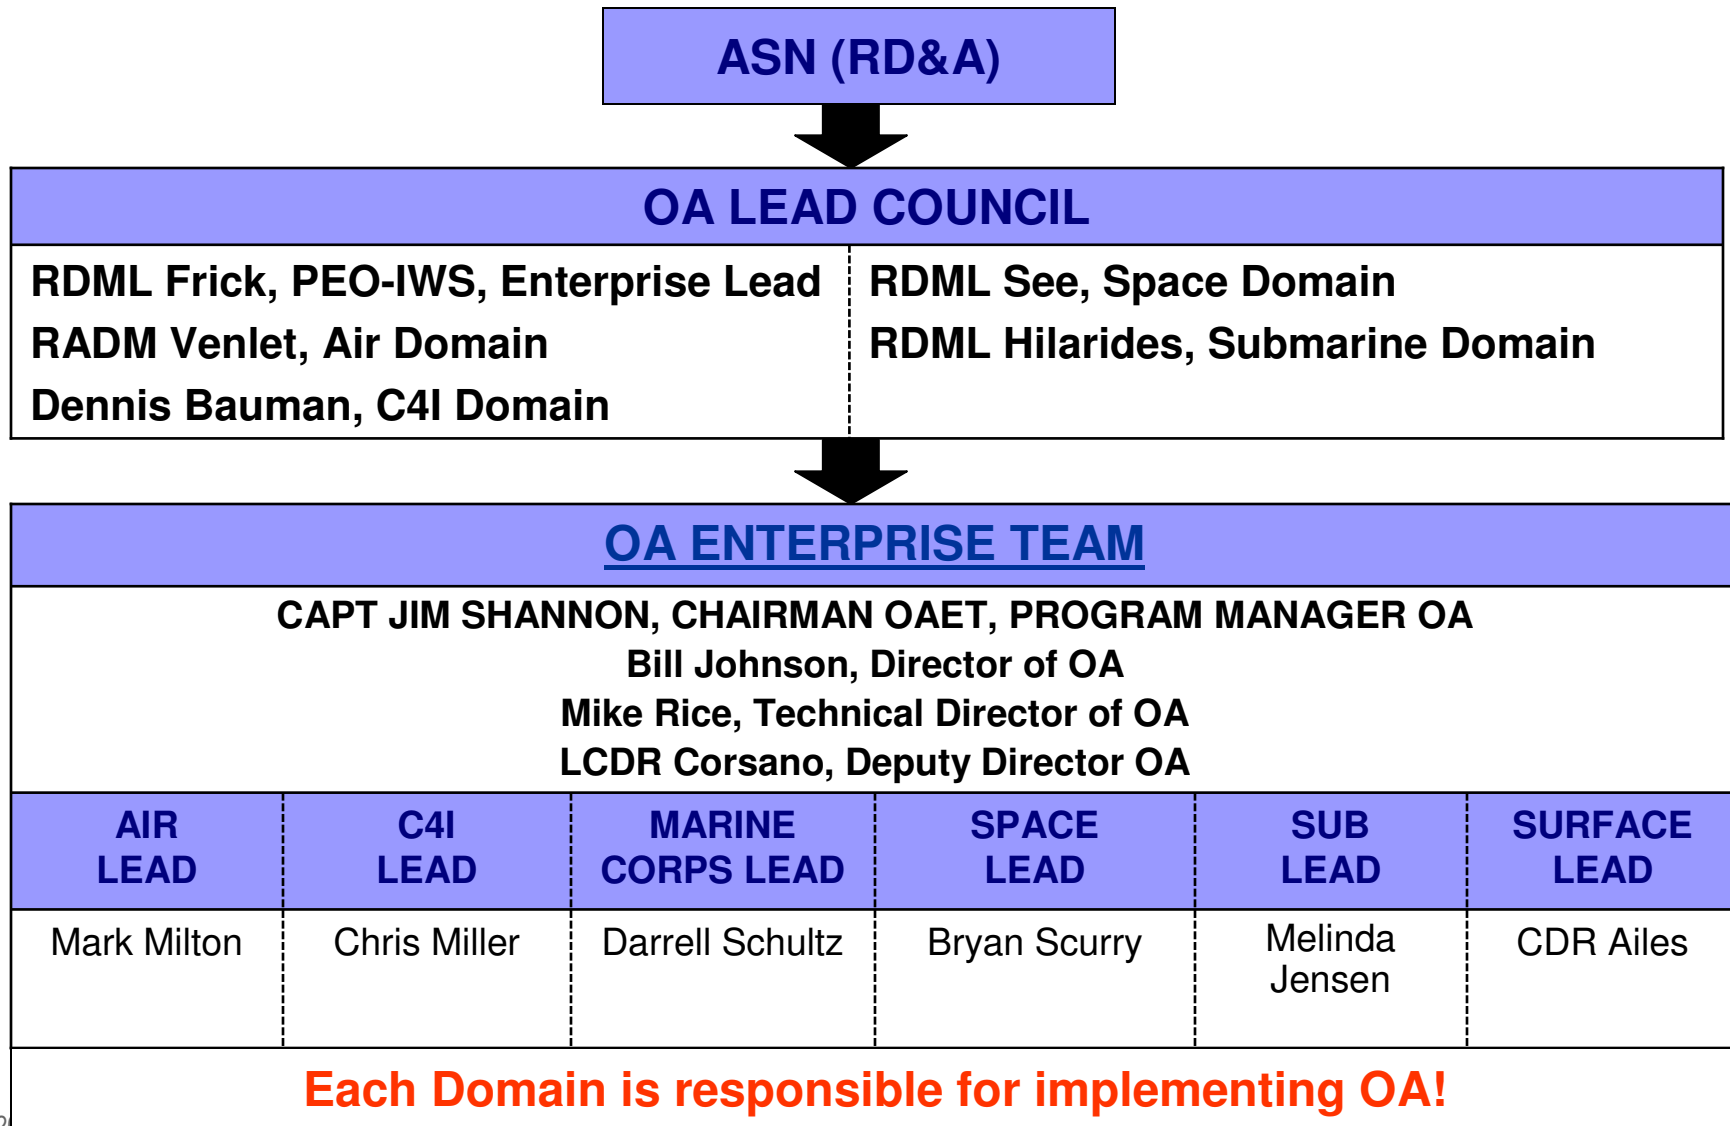 ASN (RD&A)
OA LEAD COUNCIL
RDML Frick, PEO-IWS, Enterprise Lead
RADM Venlet, Air Domain
Dennis Bauman, C4I Domain
RDML See, Space Domain
RDML Hilarides, Submarine Domain
OA ENTERPRISE TEAM
CAPT JIM SHANNON, CHAIRMAN OAET, PROGRAM MANAGER OA
Bill Johnson, Director of OA
Mike Rice, Technical Director of OA
LCDR Corsano, Deputy Director OA
AIR
LEAD
C4I
LEAD
MARINE
CORPS LEAD
SPACE
LEAD
SUB
LEAD
SURFACE
LEAD
Mark Milton
Chris Miller
Darrell Schultz
Bryan Scurry
Melinda
Jensen
CDR Ailes
Each Domain is responsible for implementing OA!